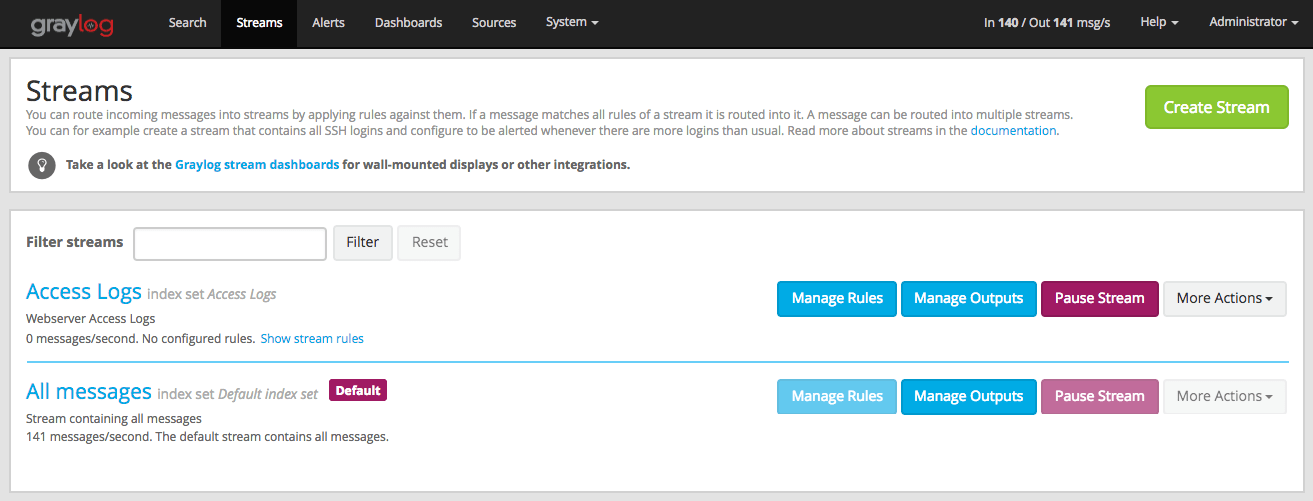 graylog Search Streams Alerts Dashboards Sources System In 140 / Out 141 msg/s Help Administrator
Streams
You can route incoming messages into streams by applying rules against them. If a message matches all rules of a stream it is routed into it. A message can be routed into multiple streams.
You can for example create a stream that contains all SSH logins and configure to be alerted whenever there are more logins than usual. Read more about streams in the documentation.
Create Stream
Take a look at the Graylog stream dashboards for wall-mounted displays or other integrations.
Filter streams Filter Reset
Access Logs index set Access Logs Manage Rules Manage Outputs Pause Stream More Actions
Webserver Access Logs
0 messages/second. No configured rules. Show stream rules
All messages index set Default index set Default Manage Rules Manage Outputs Pause Stream More Actions
Stream containing all messages
141 messages/second. The default stream contains all messages.